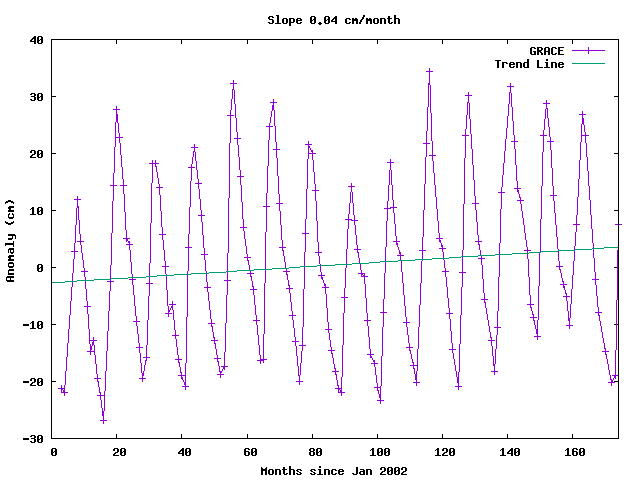 Slope 0.04 cm/month
GRACE
Trend Line
Anomaly (cm)
40
30
20
10
0
-10
-20
-30
0 20 40 60 80 100 120 140 160
Months since Jan 2002